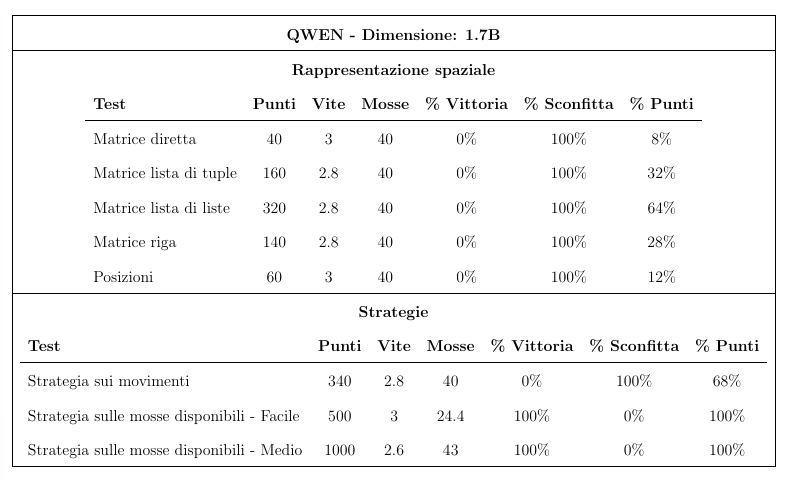 QWEN - Dimensione: 1.7B
Rappresentazione spaziale
Test Punti Vite Mosse % Vittoria % Sconfitta % Punti
Matrice diretta 40 3 40 0% 100% 8%
Matrice lista di tuple 160 2.8 40 0% 100% 32%
Matrice lista di liste 320 2.8 40 0% 100% 64%
Matrice riga 140 2.8 40 0% 100% 28%
Posizioni 60 3 40 0% 100% 12%
Strategie
Test Punti Vite Mosse % Vittoria % Sconfitta % Punti
Strategia sui movimenti 340 2.8 40 0% 100% 68%
Strategia sulle mosse disponibili - Facile 500 3 24.4 100% 0% 100%
Strategia sulle mosse disponibili - Medio 1000 2.6 43 100% 0% 100%